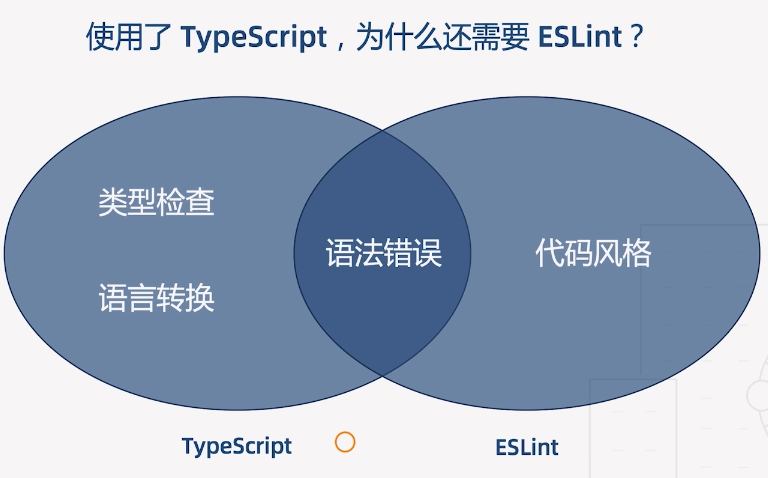 使用了 TypeScript，为什么还需要 ESLint？
类型检查
语言转换
语法错误
代码风格
TypeScript
ESLint